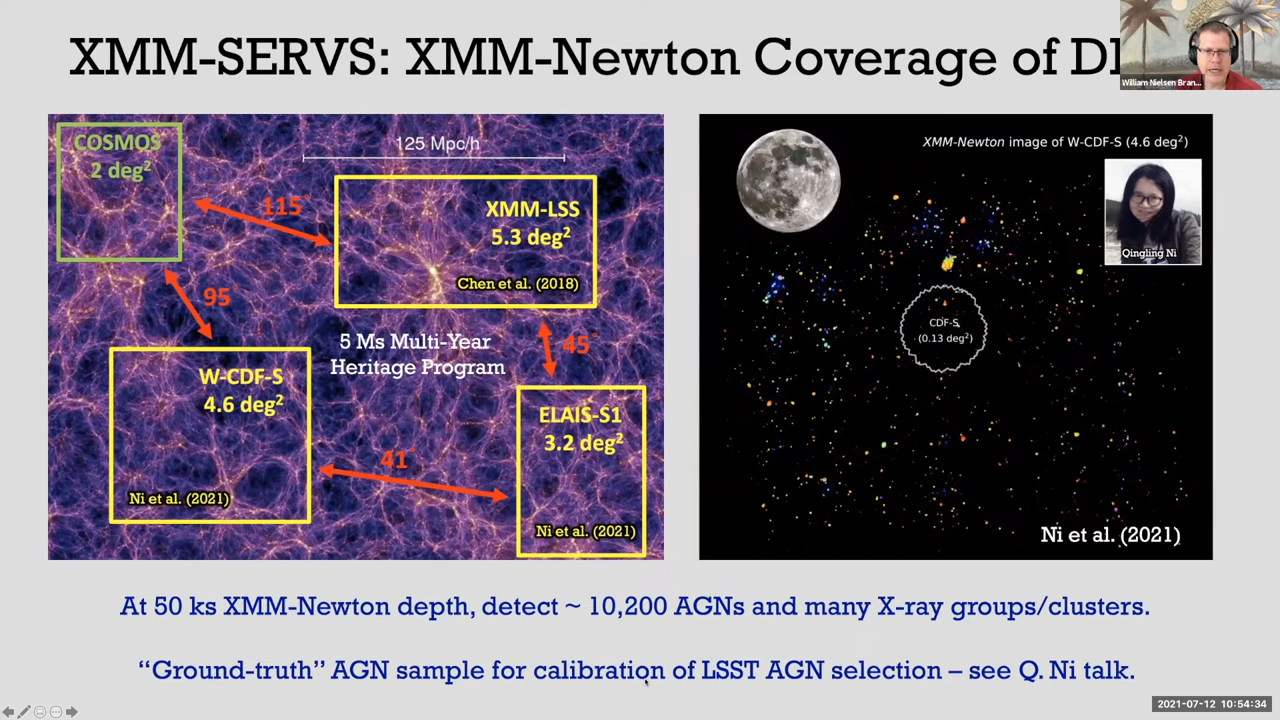 XMM-SERVS: XMM-Newton Coverage of
William Nielsen Bran...
COSMOS
2 deg²
125 Mpc/h
115°
XMM-LSS
5.3 deg²
Chen et al. (2018)
95
5 Ms Multi-Year
Heritage Program
45°
W-CDF-S
4.6 deg²
Ni et al. (2021)
41°
ELAIS-S1
3.2 deg²
Ni et al. (2021)
XMM-Newton image of W-CDF-S (4.6 deg²)
Qingling Ni
CDF-S
(0.13 deg²)
Ni et al. (2021)
At 50 ks XMM-Newton depth, detect ~ 10,200 AGNs and many X-ray groups/clusters.
“Ground-truth” AGN sample for calibration of LSST AGN selection – see Q. Ni talk.
2021-07-12 10:54:34